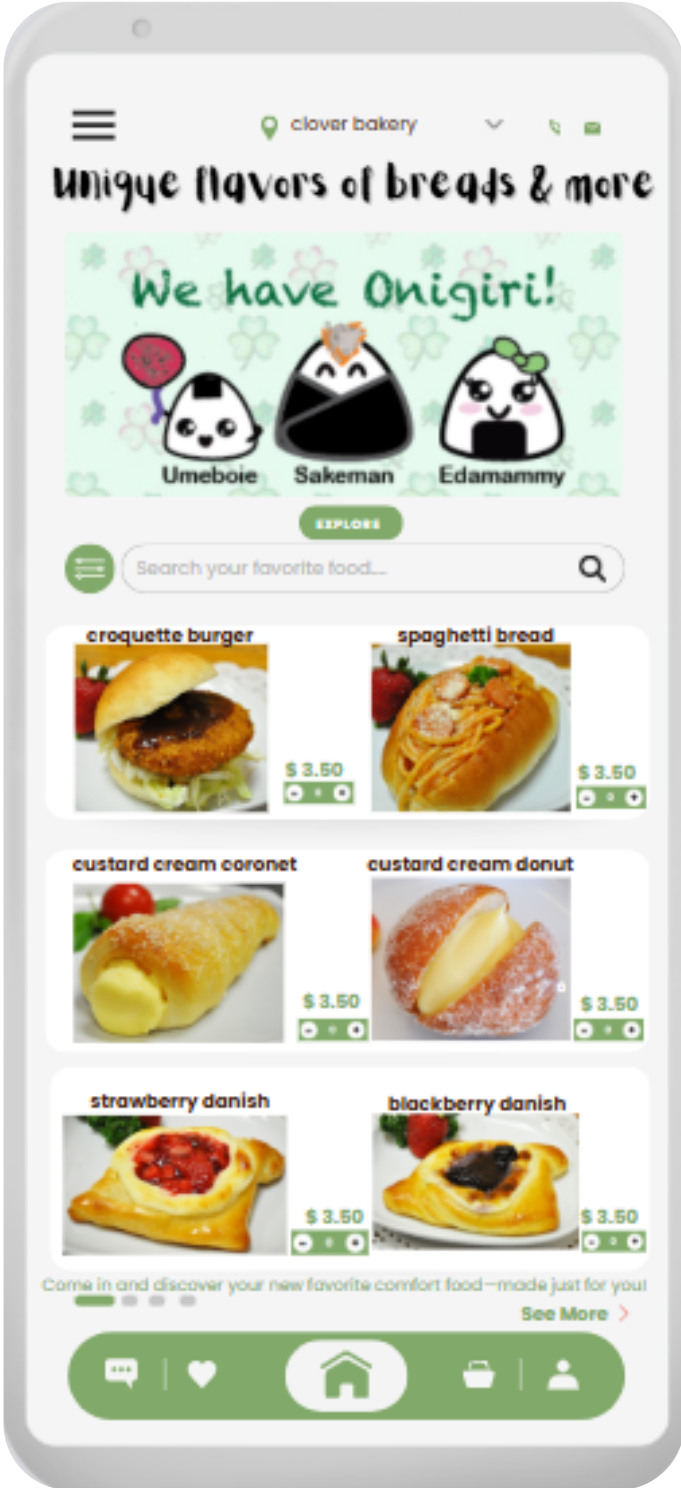 clover bakery
Unique flavors of breads & more
We have Onigiri!
Umeboie Sakeman Edamammy
EXPLORE
Search your favorite food....
croquette burger spaghetti bread
$ 3.50 $ 3.50
custard cream coronet custard cream donut
$ 3.50 $ 3.50
strawberry danish blackberry danish
$ 3.50 $ 3.50
Come in and discover your new favorite comfort food—made just for you!
See More